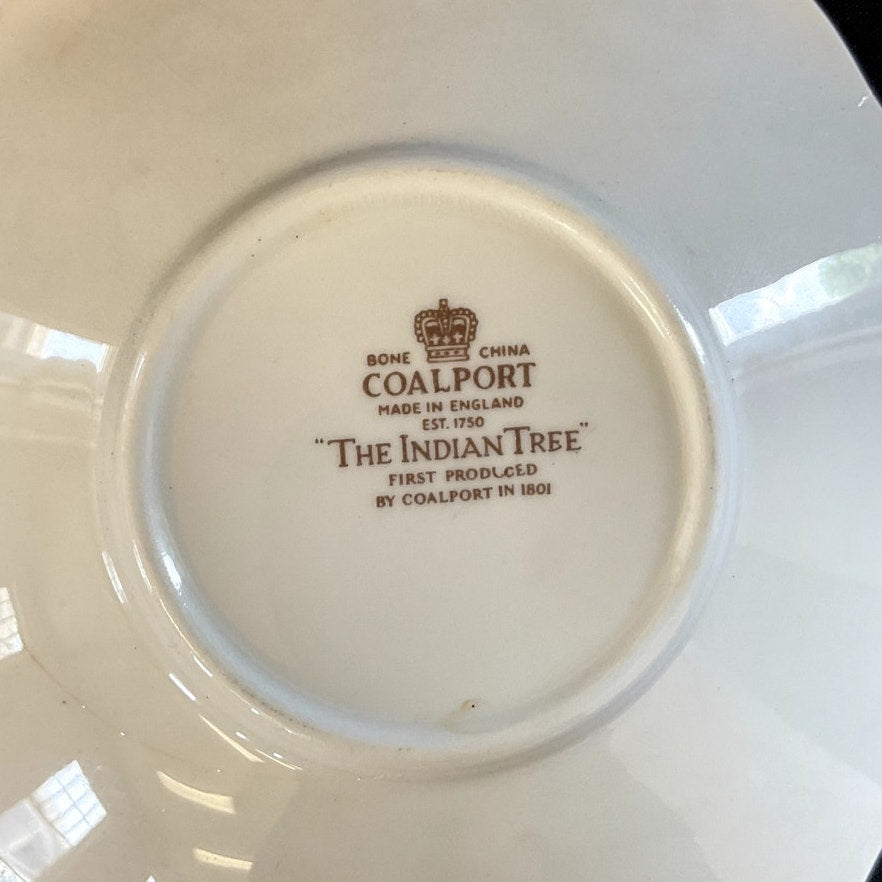 BONE CHINA
COALPORT
MADE IN ENGLAND
EST. 1750
"THE INDIAN TREE"
FIRST PRODUCED
BY COALPORT IN 1801